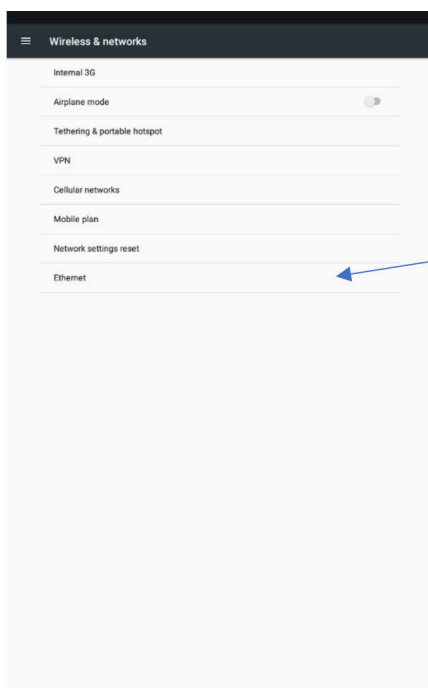 Wireless & networks
Internal 3G
Airplane mode
Tethering & portable hotspot
VPN
Cellular networks
Mobile plan
Network settings reset
Ethernet